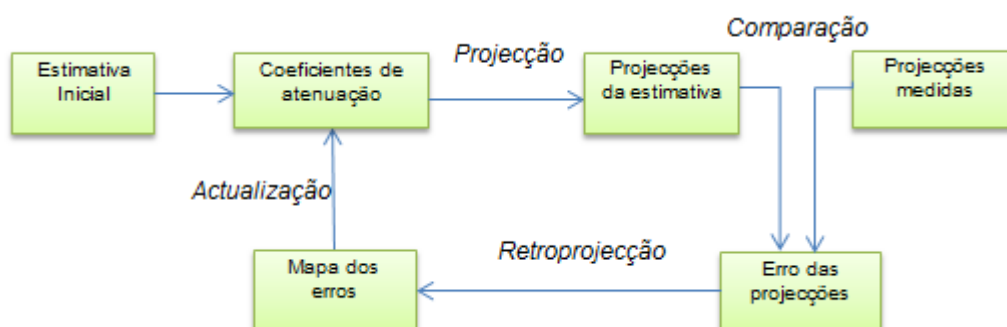 Comparação
Projecção
Estimativa
Inicial
Coeficientes de
atenuação
Projecções
da estimativa
Projecções
medidas
Actualização
Retroprojecção
Mapa dos
erros
Erro das
projecções